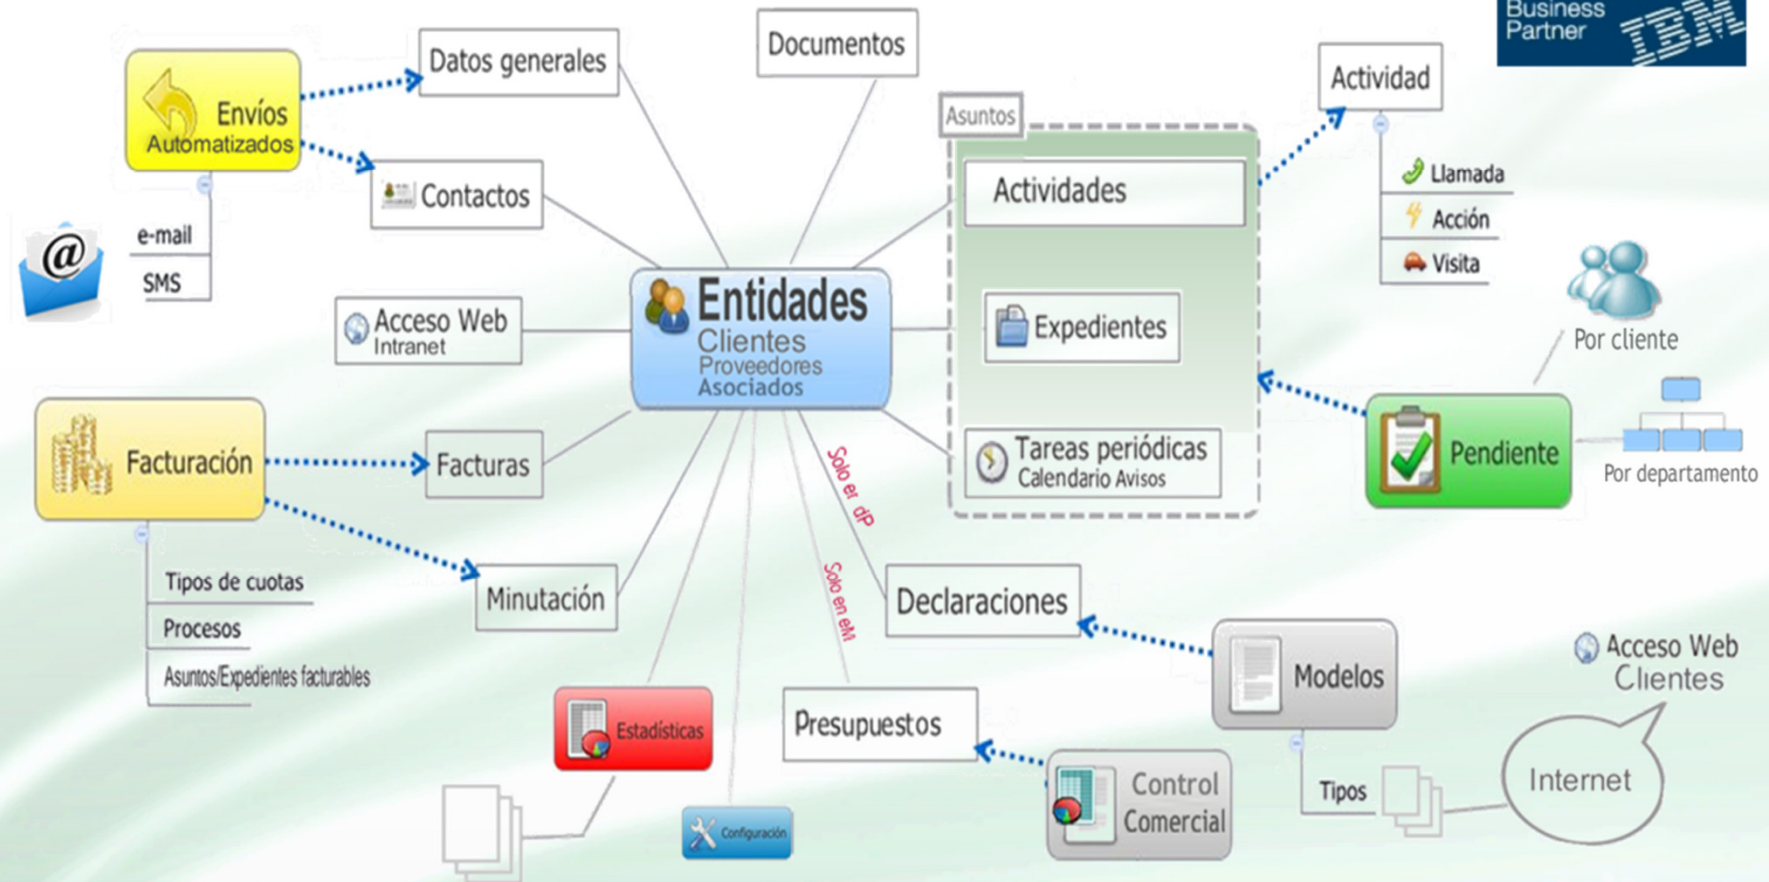 Business
Partner
IBM
Datos generales
Documentos
Actividad
Envíos
Automatizados
Asuntos
Contactos
Actividades
Llamada
Acción
Visita
e-mail
SMS
@
Acceso Web
Intranet
Entidades
Clientes
Proveedores
Asociados
Expedientes
Por cliente
Facturación
Facturas
Tareas periódicas
Calendario Avisos
Pendiente
Por departamento
Solo er dP
Solo en eM
Tipos de cuotas
Procesos
Asuntos/Expedientes facturables
Minutación
Declaraciones
Modelos
Acceso Web
Clientes
Estadísticas
Presupuestos
Control
Comercial
Tipos
Internet
Configuración